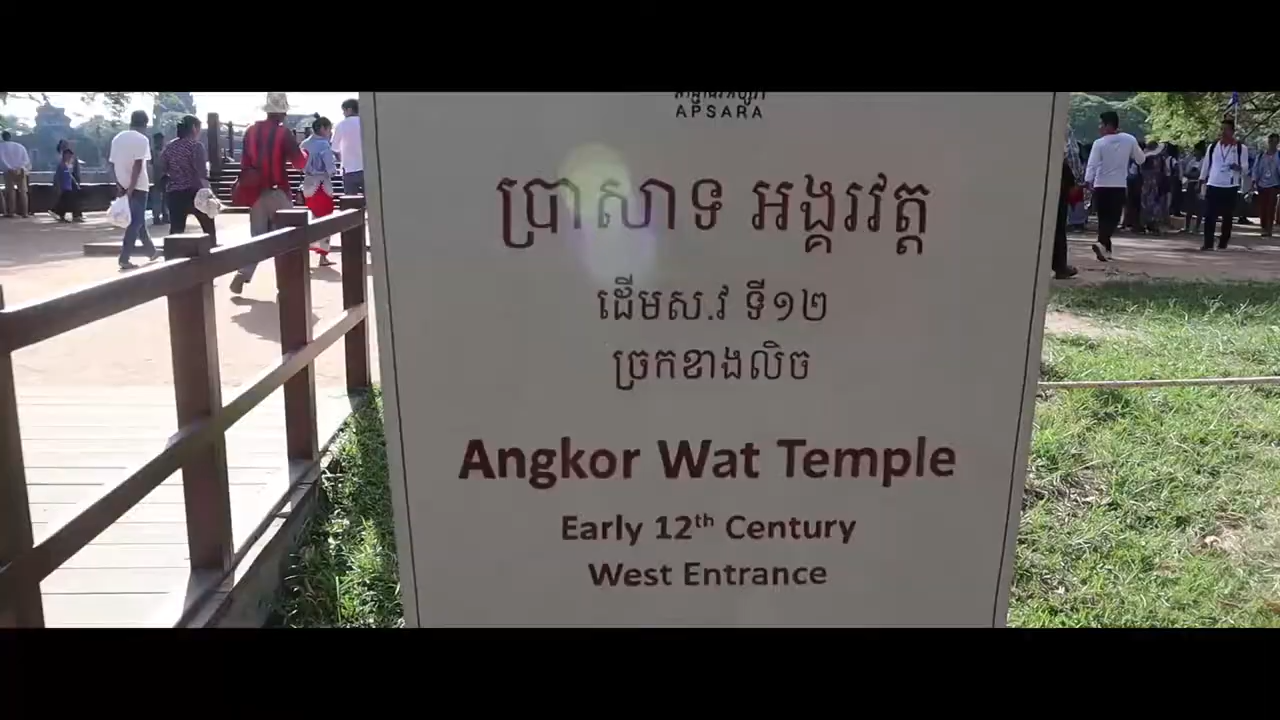 APSARA
ប្រាសាទ អង្គរវត្ត
ដើមស.វ ទី១២
ច្រកខាងលិច
Angkor Wat Temple
Early 12th Century
West Entrance